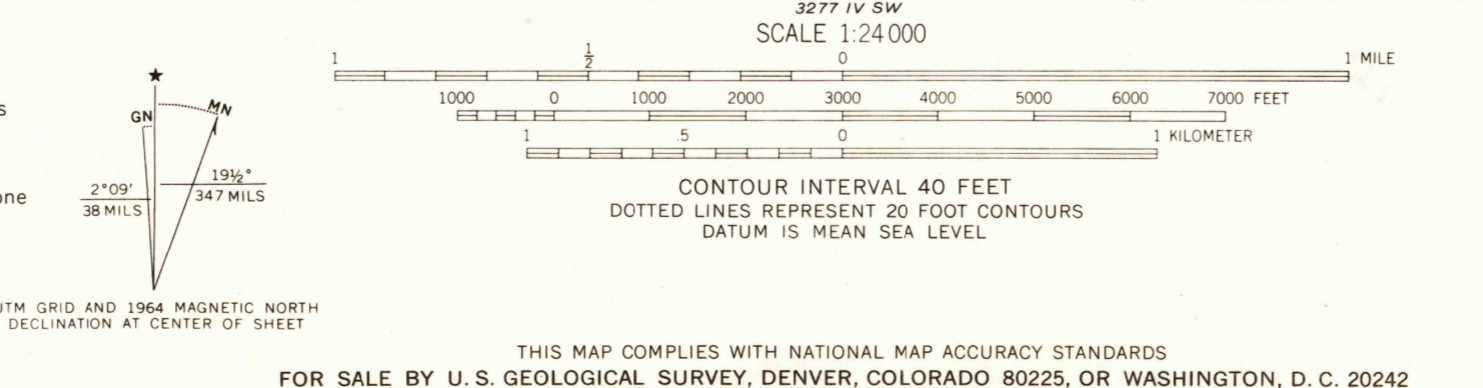 3277 IV SW
SCALE 1:24 000
1 ½ 0 1 MILE
1000 0 1000 2000 3000 4000 5000 6000 7000 FEET
1 .5 0 1 KILOMETER
CONTOUR INTERVAL 40 FEET
DOTTED LINES REPRESENT 20 FOOT CONTOURS
DATUM IS MEAN SEA LEVEL
★
GN
MN
2°09′
38 MILS
19½°
347 MILS
UTM GRID AND 1964 MAGNETIC NORTH
DECLINATION AT CENTER OF SHEET
THIS MAP COMPLIES WITH NATIONAL MAP ACCURACY STANDARDS
FOR SALE BY U. S. GEOLOGICAL SURVEY, DENVER, COLORADO 80225, OR WASHINGTON, D. C. 20242